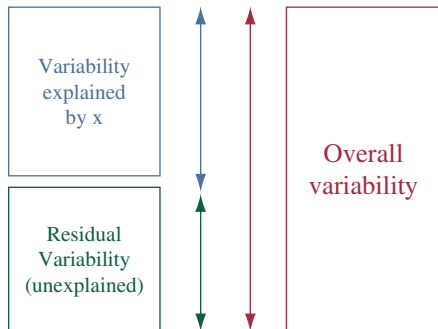 Variability
explained
by x
Overall
variability
Residual
Variability
(unexplained)